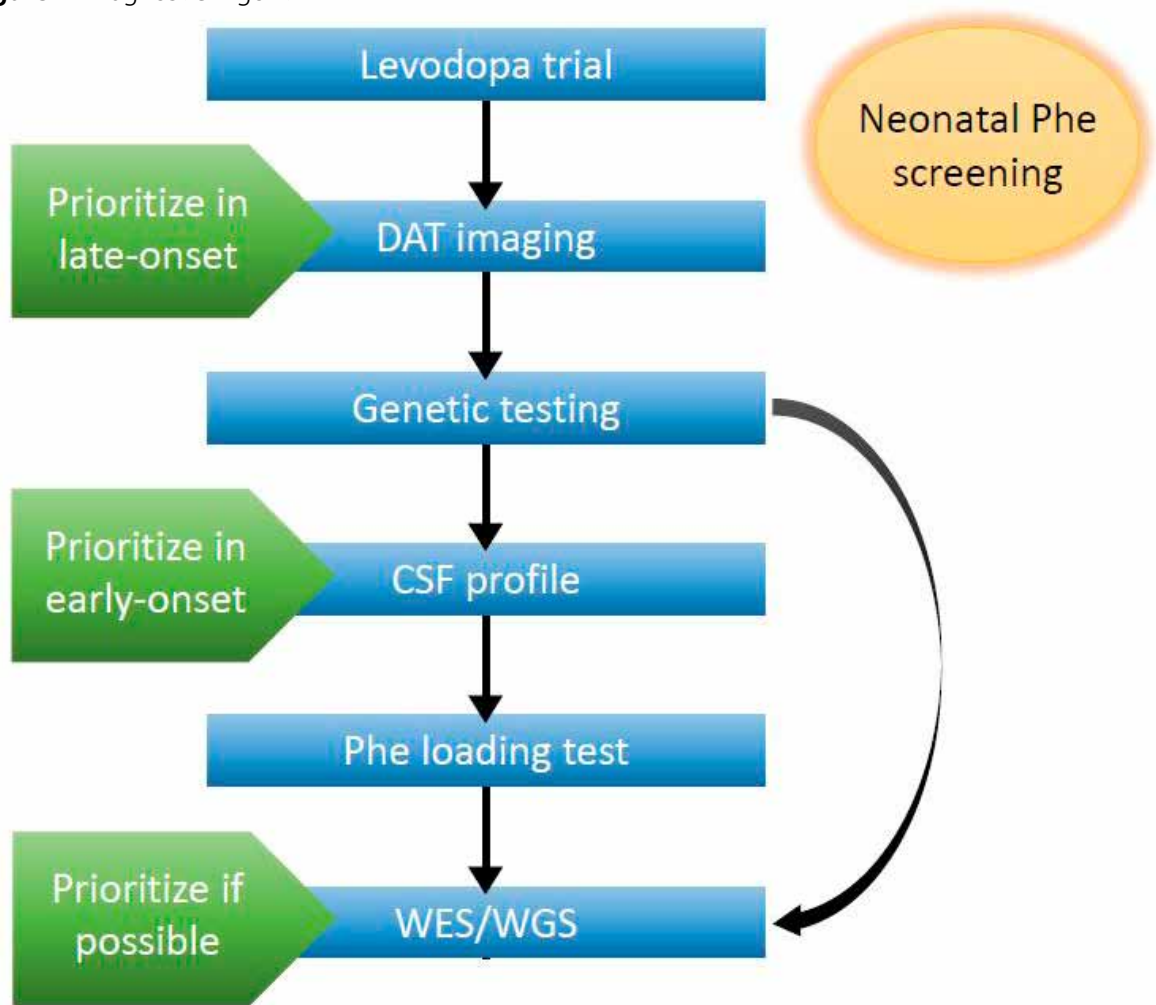 Levodopa trial
Neonatal Phe
screening
Prioritize in
late-onset
DAT imaging
Genetic testing
Prioritize in
early-onset
CSF profile
Phe loading test
Prioritize if
possible
WES/WGS